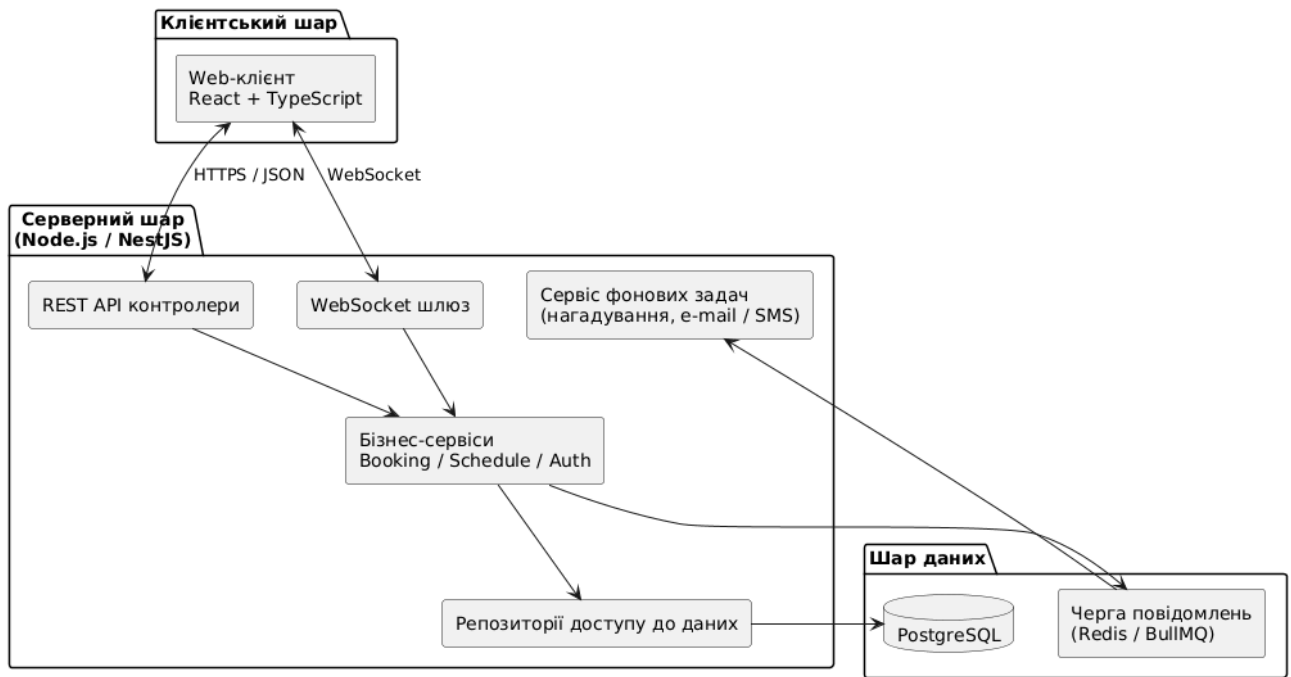 Клієнтський шар
Web-клієнт
React + TypeScript
HTTPS / JSON
WebSocket
Серверний шар
(Node.js / NestJS)
REST API контролери
WebSocket шлюз
Сервіс фонових задач
(нагадування, e-mail / SMS)
Бізнес-сервіси
Booking / Schedule / Auth
Репозиторії доступу до даних
Шар даних
PostgreSQL
Черга повідомлень
(Redis / BullMQ)